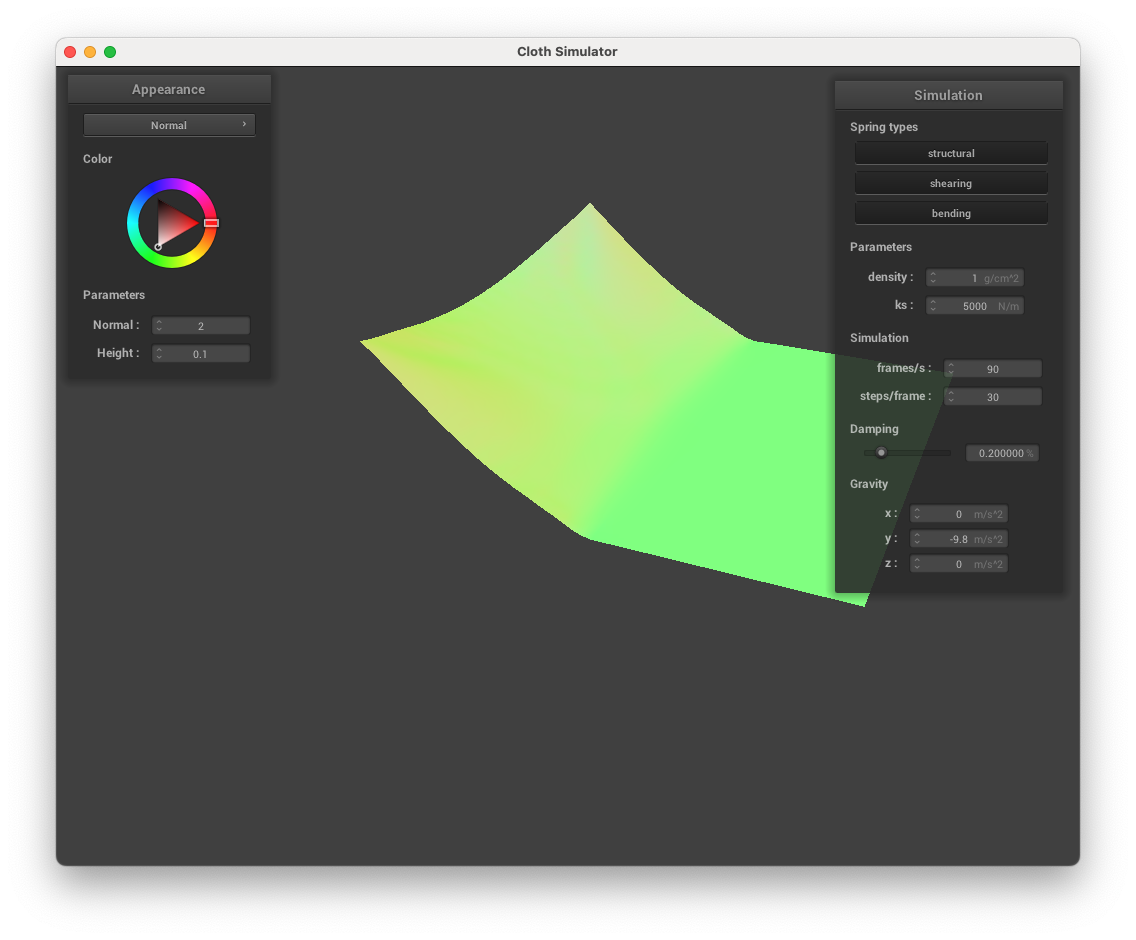 Cloth Simulator
Appearance
Normal
Color
Parameters
Normal : 2
Height : 0.1
Simulation
Spring types
structural
shearing
bending
Parameters
density : 1 g/cm^2
ks : 5000 N/m
Simulation
frames/s : 90
steps/frame : 30
Damping
0.200000 %
Gravity
x : 0 m/s^2
y : -9.8 m/s^2
z : 0 m/s^2